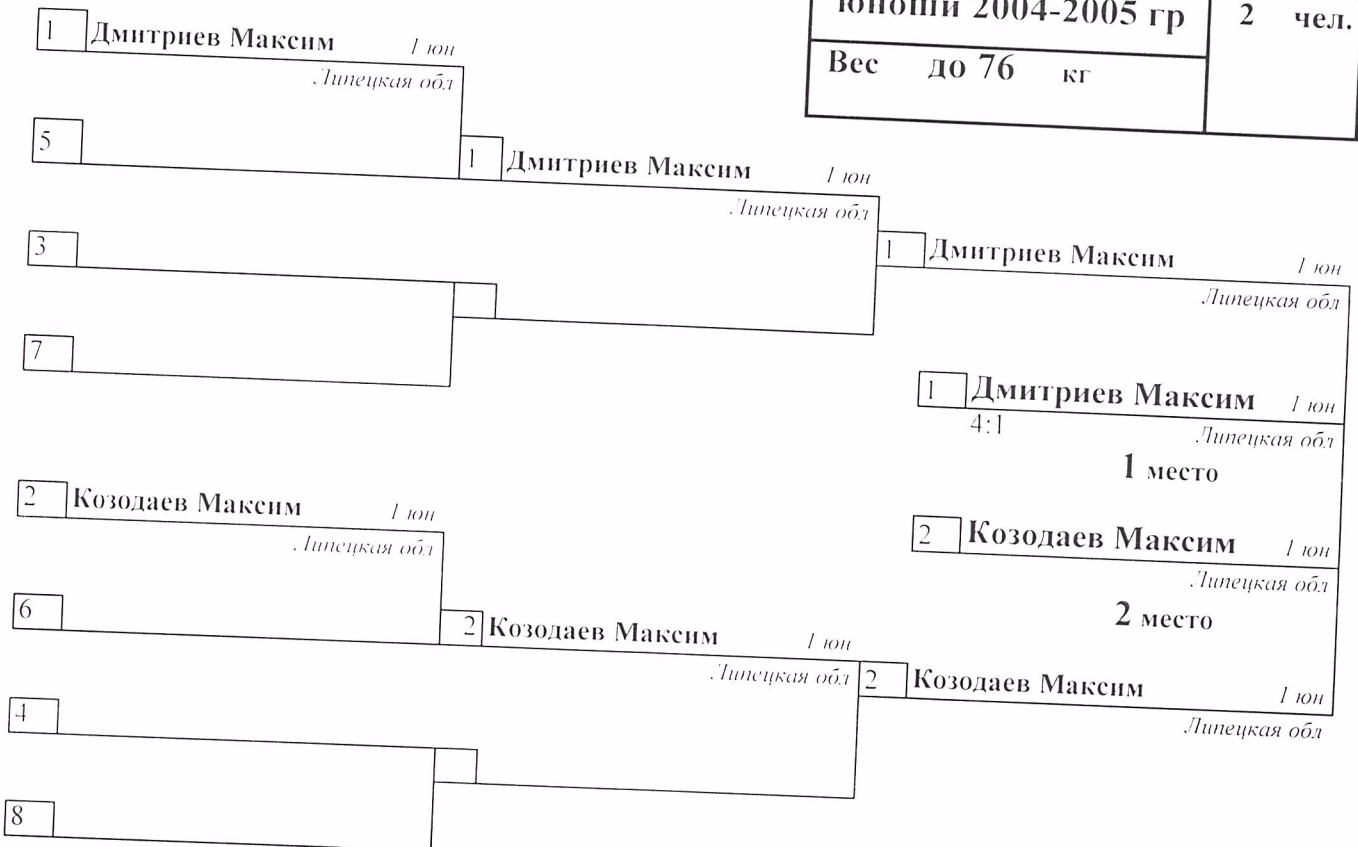 юноши 2004-2005 гр 2 чел.
Вес до 76 кг
1 Дмитриев Максим 1 юн
Липецкая обл
5
1 Дмитриев Максим 1 юн
Липецкая обл
3
1 Дмитриев Максим 1 юн
Липецкая обл
7
1 Дмитриев Максим 1 юн
4:1 Липецкая обл
1 место
2 Козодаев Максим 1 юн
Липецкая обл
2 Козодаев Максим 1 юн
Липецкая обл
2 место
6
2 Козодаев Максим 1 юн
Липецкая обл
2 Козодаев Максим 1 юн
Липецкая обл
4
8